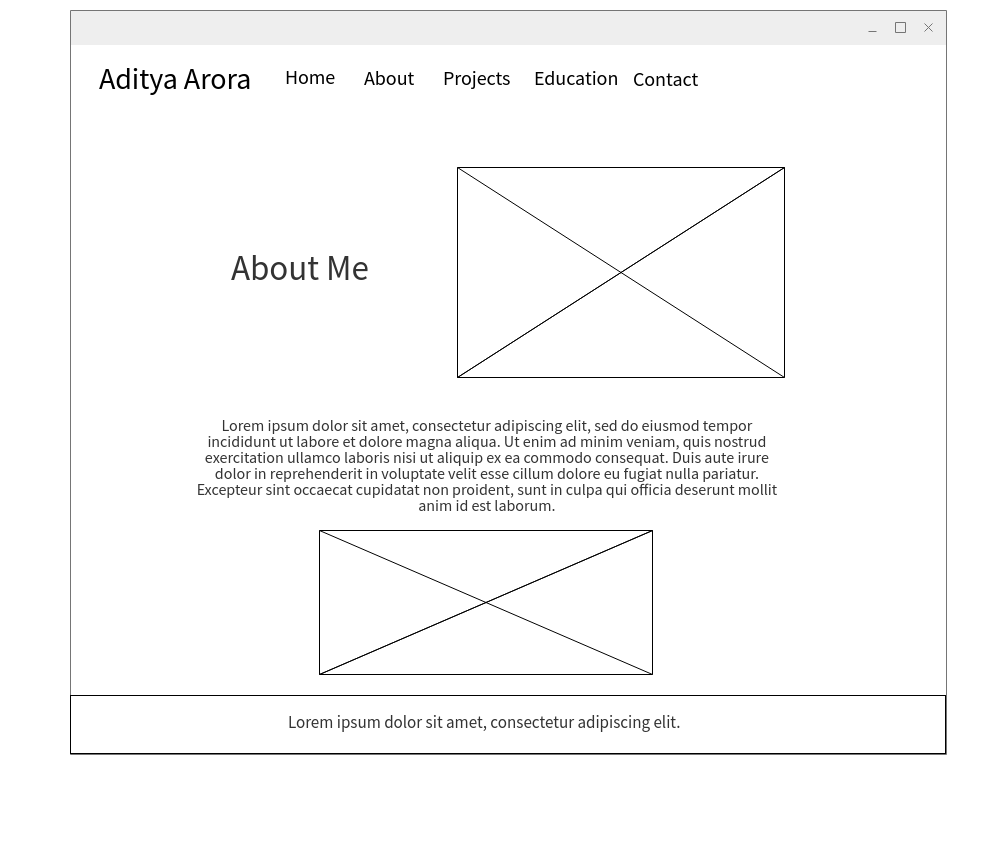 Aditya Arora Home About Projects Education Contact
About Me
Lorem ipsum dolor sit amet, consectetur adipiscing elit, sed do eiusmod tempor
incididunt ut labore et dolore magna aliqua. Ut enim ad minim veniam, quis nostrud
exercitation ullamco laboris nisi ut aliquip ex ea commodo consequat. Duis aute irure
dolor in reprehenderit in voluptate velit esse cillum dolore eu fugiat nulla pariatur.
Excepteur sint occaecat cupidatat non proident, sunt in culpa qui officia deserunt mollit
anim id est laborum.
Lorem ipsum dolor sit amet, consectetur adipiscing elit.